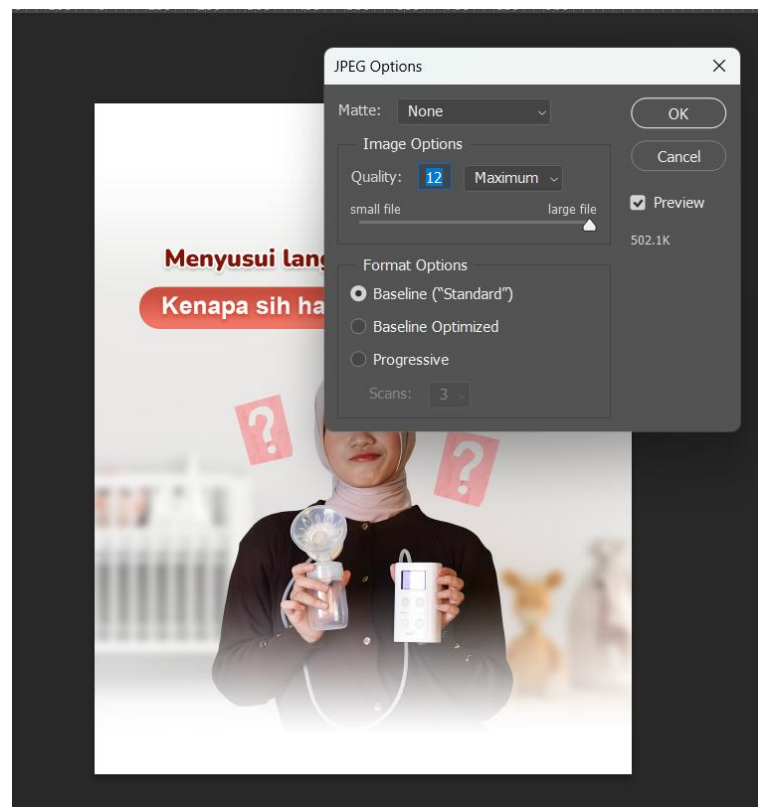 JPEG Options
Matte: None
OK
Image Options
Cancel
Quality: 12 Maximum
Preview
small file large file
502.1K
Format Options
Baseline (“Standard”)
Baseline Optimized
Progressive
Scans: 3
Menyusui lang
Kenapa sih ha
?
?